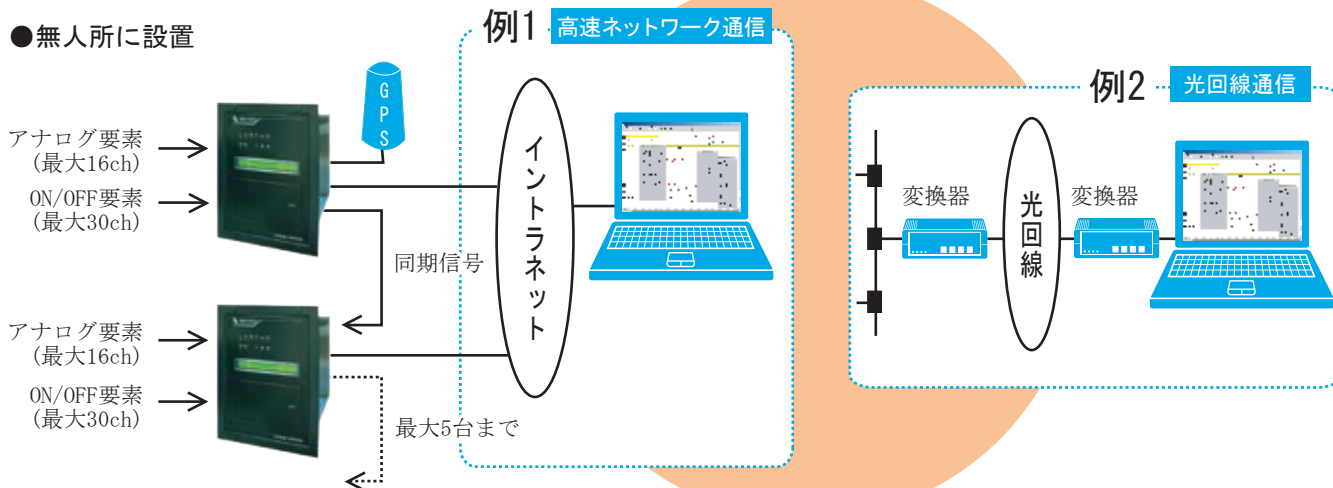 ●無人所に設置
例1 高速ネットワーク通信
GPS
アナログ要素
(最大16ch)
ON/OFF要素
(最大30ch)
同期信号
イントラネット
アナログ要素
(最大16ch)
ON/OFF要素
(最大30ch)
最大5台まで
例2 光回線通信
変換器
光回線
変換器